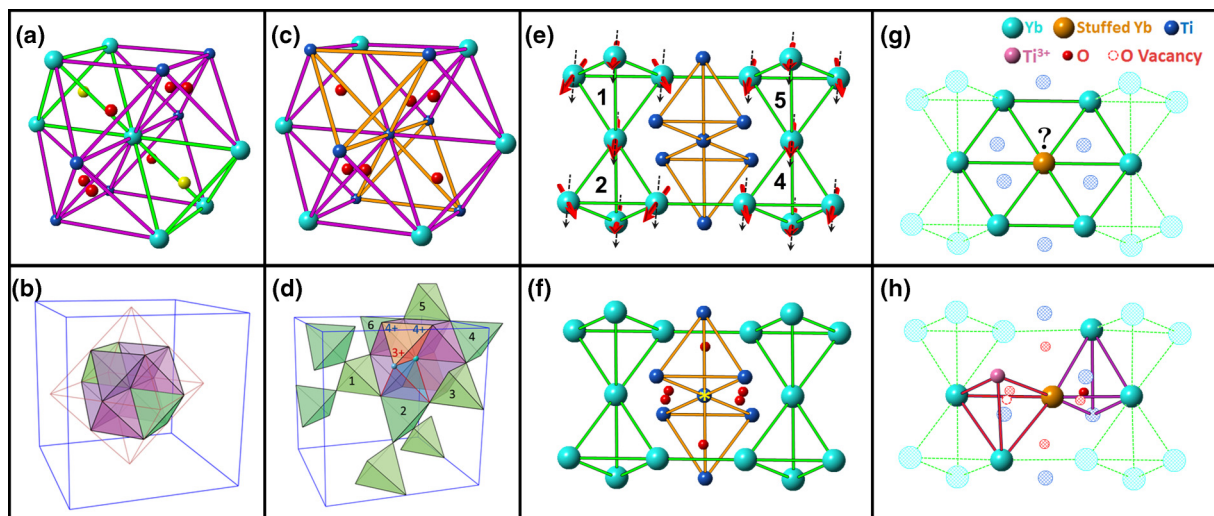 (a)
(c)
(e)
1
5
2
4
(g)
Yb
Stuffed Yb
Ti
Ti³⁺
O
O Vacancy
?
(b)
(d)
5
6
4+
4+
4
3+
1
3
2
(f)
(h)